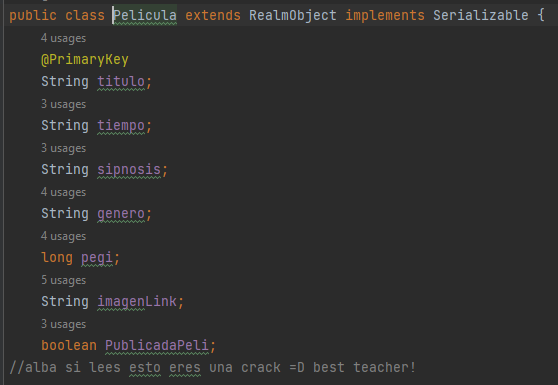 public class Pelicula extends RealmObject implements Serializable {
4 usages
@PrimaryKey
String titulo;
3 usages
String tiempo;
3 usages
String sipnosis;
4 usages
String genero;
4 usages
long pegi;
5 usages
String imagenLink;
3 usages
boolean PublicadaPeli;
//alba si lees esto eres una crack =D best teacher!